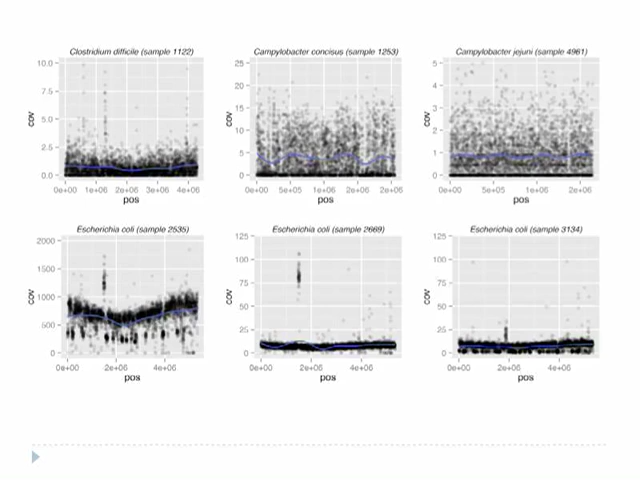 Clostridium difficile (sample 1122)
Campylobacter concisus (sample 1253)
Campylobacter jejuni (sample 4961)
10.0
7.5
5.0
2.5
0.0
cov
0e+00 1e+06 2e+06 3e+06 4e+06
pos
25
20
15
10
5
0
cov
0e+00 5e+05 1e+06 2e+06 2e+06
pos
5
4
3
2
1
0
cov
0e+00 5e+05 1e+06 2e+06
pos
Escherichia coli (sample 2535)
Escherichia coli (sample 2669)
Escherichia coli (sample 3134)
2000
1500
1000
500
0
cov
0e+00 2e+06 4e+06
pos
125
100
75
50
25
0
cov
0e+00 2e+06 4e+06
pos
125
100
75
50
25
0
cov
0e+00 2e+06 4e+06
pos